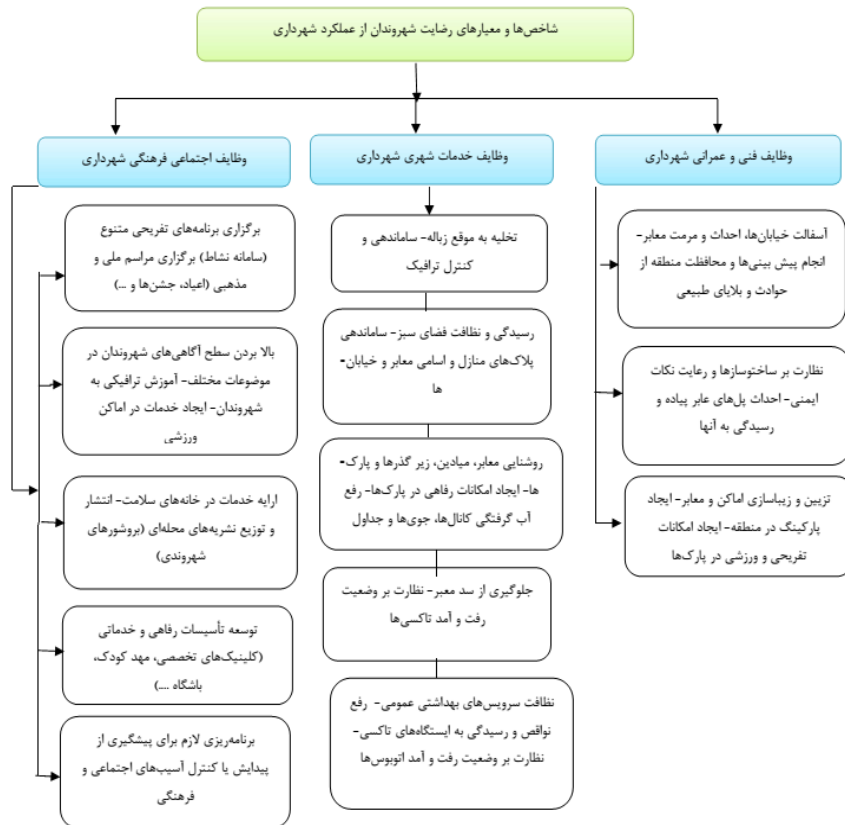 شاخص‌ها و معیارهای رضایت شهروندان از عملکرد شهرداری
وظایف فنی و عمرانی شهرداری
آسفالت خیابان‌ها، احداث و مرمت معابر-
انجام پیش بینی‌ها و محافظت منطقه از
حوادث و بلایای طبیعی
نظارت بر ساختوسازها و رعایت نکات
ایمنی- احداث پل‌های عابر پیاده و
رسیدگی به آنها
تزیین و زیباسازی اماکن و معابر- ایجاد
پارکینگ در منطقه- ایجاد امکانات
تفریحی و ورزشی در پارک‌ها
وظایف خدمات شهری شهرداری
تخلیه به موقع زباله- ساماندهی و
کنترل ترافیک
رسیدگی و نظافت فضای سبز- ساماندهی
پلاک‌های منازل و اسامی معابر و خیابان-
ها
روشنایی معابر، میادین، زیر گذرها و پارک-
ها- ایجاد امکانات رفاهی در پارک‌ها- رفع
آب گرفتگی کانال‌ها، جوی‌ها و جداول
جلوگیری از سد معبر- نظارت بر وضعیت
رفت و آمد تاکسی‌ها
نظافت سرویس‌های بهداشتی عمومی- رفع
نواقص و رسیدگی به ایستگاه‌های تاکسی-
نظارت بر وضعیت رفت و آمد اتوبوس‌ها
وظایف اجتماعی فرهنگی شهرداری
برگزاری برنامه‌های تفریحی متنوع
(سامانه نشاط) برگزاری مراسم ملی و
مذهبی (اعیاد، جشن‌ها و ...)
بالا بردن سطح آگاهی‌های شهروندان در
موضوعات مختلف- آموزش ترافیکی به
شهروندان- ایجاد خدمات در اماکن
ورزشی
ارایه خدمات در خانه‌های سلامت- انتشار
و توزیع نشریه‌های محله‌ای (بروشورهای
شهروندی)
توسعه تأسیسات رفاهی و خدماتی
(کلینیک‌های تخصصی، مهد کودک،
باشگاه ....)
برنامه‌ریزی لازم برای پیشگیری از
پیدایش یا کنترل آسیب‌های اجتماعی و
فرهنگی